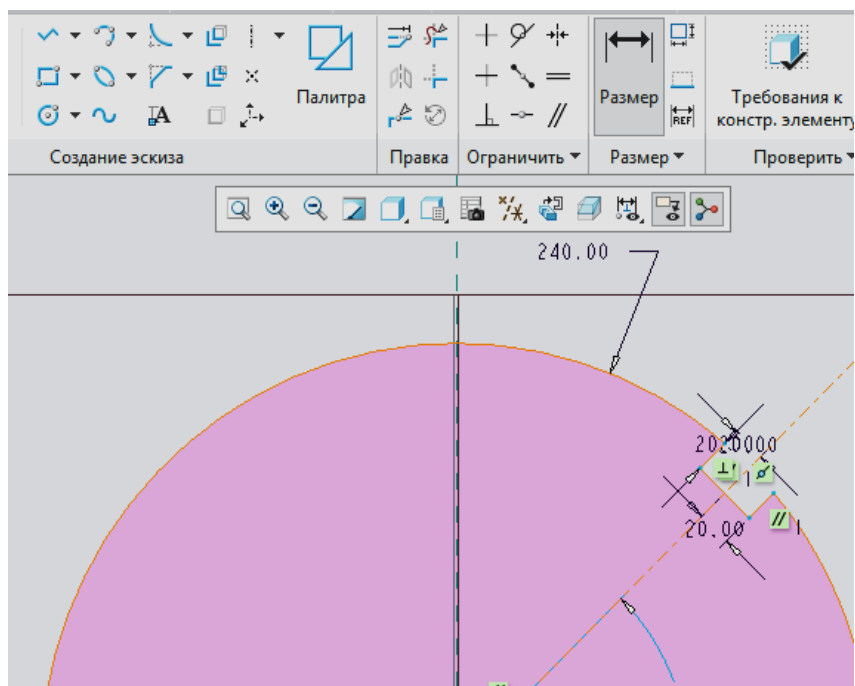 Палитра
A
Размер
REF
Требования к
констр. элементу
Создание эскиза
Правка
Ограничить
Размер
Проверить
240.00
20.00